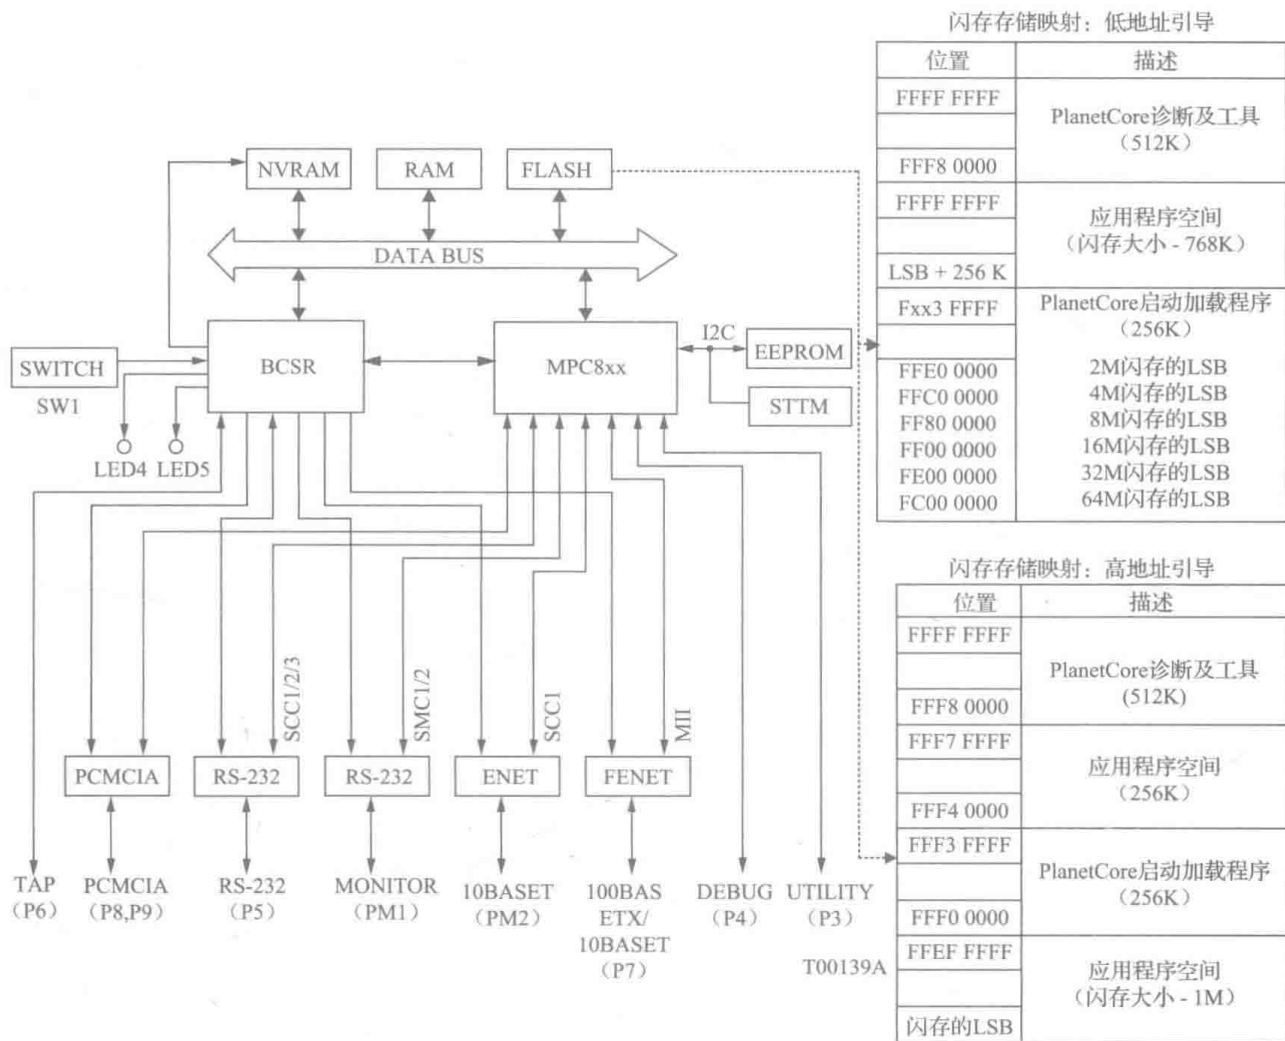 闪存存储映射：低地址引导
位置 描述
FFFF FFFF
PlanetCore诊断及工具
（512K）
FFF8 0000
FFFF FFFF
应用程序空间
（闪存大小 - 768K）
LSB + 256 K
Fxx3 FFFF
PlanetCore启动加载程序
（256K）
FFE0 0000 2M闪存的LSB
FFC0 0000 4M闪存的LSB
FF80 0000 8M闪存的LSB
FF00 0000 16M闪存的LSB
FE00 0000 32M闪存的LSB
FC00 0000 64M闪存的LSB
NVRAM RAM FLASH
DATA BUS
SWITCH
SW1
BCSR
MPC8xx
I2C
EEPROM
STTM
LED4 LED5
SCC1/2/3
SMC1/2
SCC1
MII
PCMCIA RS-232 RS-232 ENET FENET
TAP
（P6）
PCMCIA
（P8,P9）
RS-232
（P5）
MONITOR
（PM1）
10BASET
（PM2）
100BAS
ETX/
10BASET
（P7）
DEBUG
（P4）
UTILITY
（P3）
T00139A
闪存存储映射：高地址引导
位置 描述
FFFF FFFF
PlanetCore诊断及工具
(512K)
FFF8 0000
FFF7 FFFF
应用程序空间
（256K）
FFF4 0000
FFF3 FFFF
PlanetCore启动加载程序
（256K）
FFF0 0000
FFEF FFFF
应用程序空间
（闪存大小 - 1M）
闪存的LSB